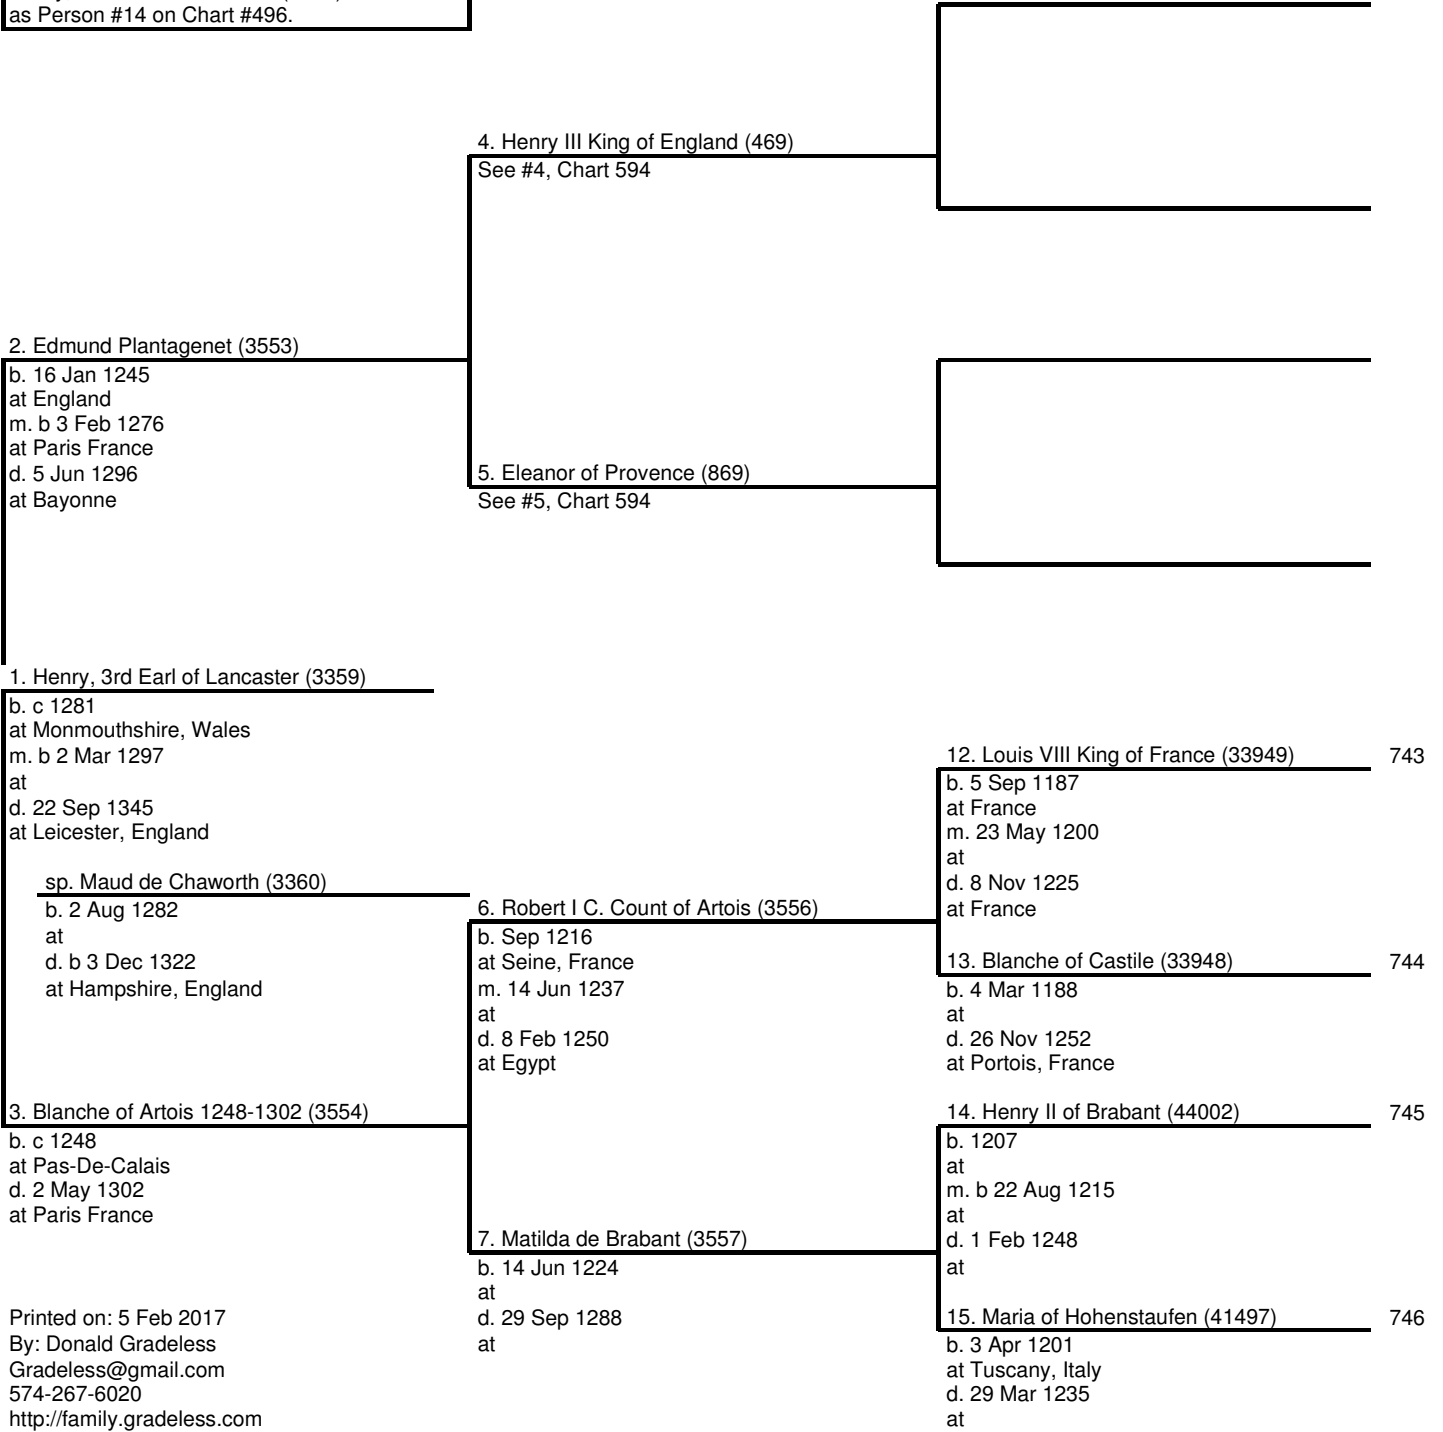 as Person #14 on Chart #496.
4. Henry III King of England (469)
See #4, Chart 594
2. Edmund Plantagenet (3553)
b. 16 Jan 1245
at England
m. b 3 Feb 1276
at Paris France
d. 5 Jun 1296
at Bayonne
5. Eleanor of Provence (869)
See #5, Chart 594
1. Henry, 3rd Earl of Lancaster (3359)
b. c 1281
at Monmouthshire, Wales
m. b 2 Mar 1297
at
d. 22 Sep 1345
at Leicester, England
sp. Maud de Chaworth (3360)
b. 2 Aug 1282
at
d. b 3 Dec 1322
at Hampshire, England
12. Louis VIII King of France (33949) 743
b. 5 Sep 1187
at France
m. 23 May 1200
at
d. 8 Nov 1225
at France
6. Robert I C. Count of Artois (3556)
b. Sep 1216
at Seine, France
m. 14 Jun 1237
at
d. 8 Feb 1250
at Egypt
13. Blanche of Castile (33948) 744
b. 4 Mar 1188
at
d. 26 Nov 1252
at Portois, France
3. Blanche of Artois 1248-1302 (3554)
b. c 1248
at Pas-De-Calais
d. 2 May 1302
at Paris France
14. Henry II of Brabant (44002) 745
b. 1207
at
m. b 22 Aug 1215
at
d. 1 Feb 1248
at
7. Matilda de Brabant (3557)
b. 14 Jun 1224
at
d. 29 Sep 1288
at
15. Maria of Hohenstaufen (41497) 746
b. 3 Apr 1201
at Tuscany, Italy
d. 29 Mar 1235
at
Printed on: 5 Feb 2017
By: Donald Gradeless
Gradeless@gmail.com
574-267-6020
http://family.gradeless.com